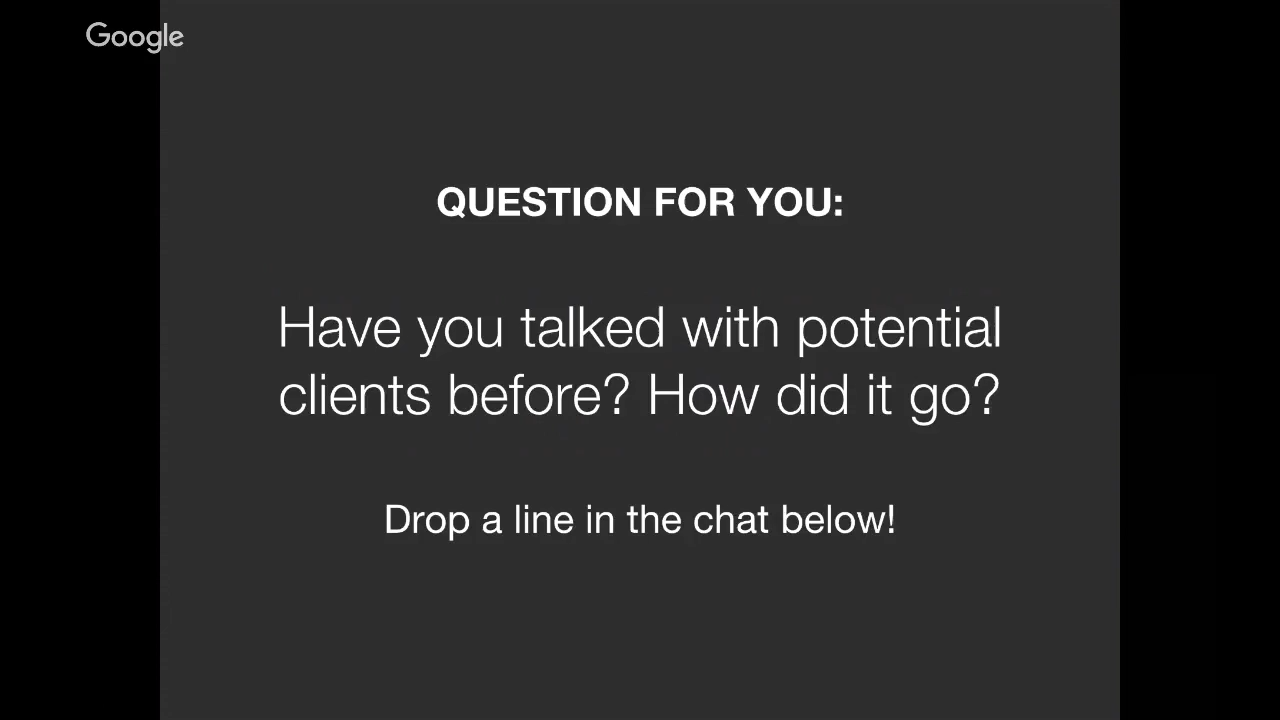 Google
QUESTION FOR YOU:
Have you talked with potential
clients before? How did it go?
Drop a line in the chat below!